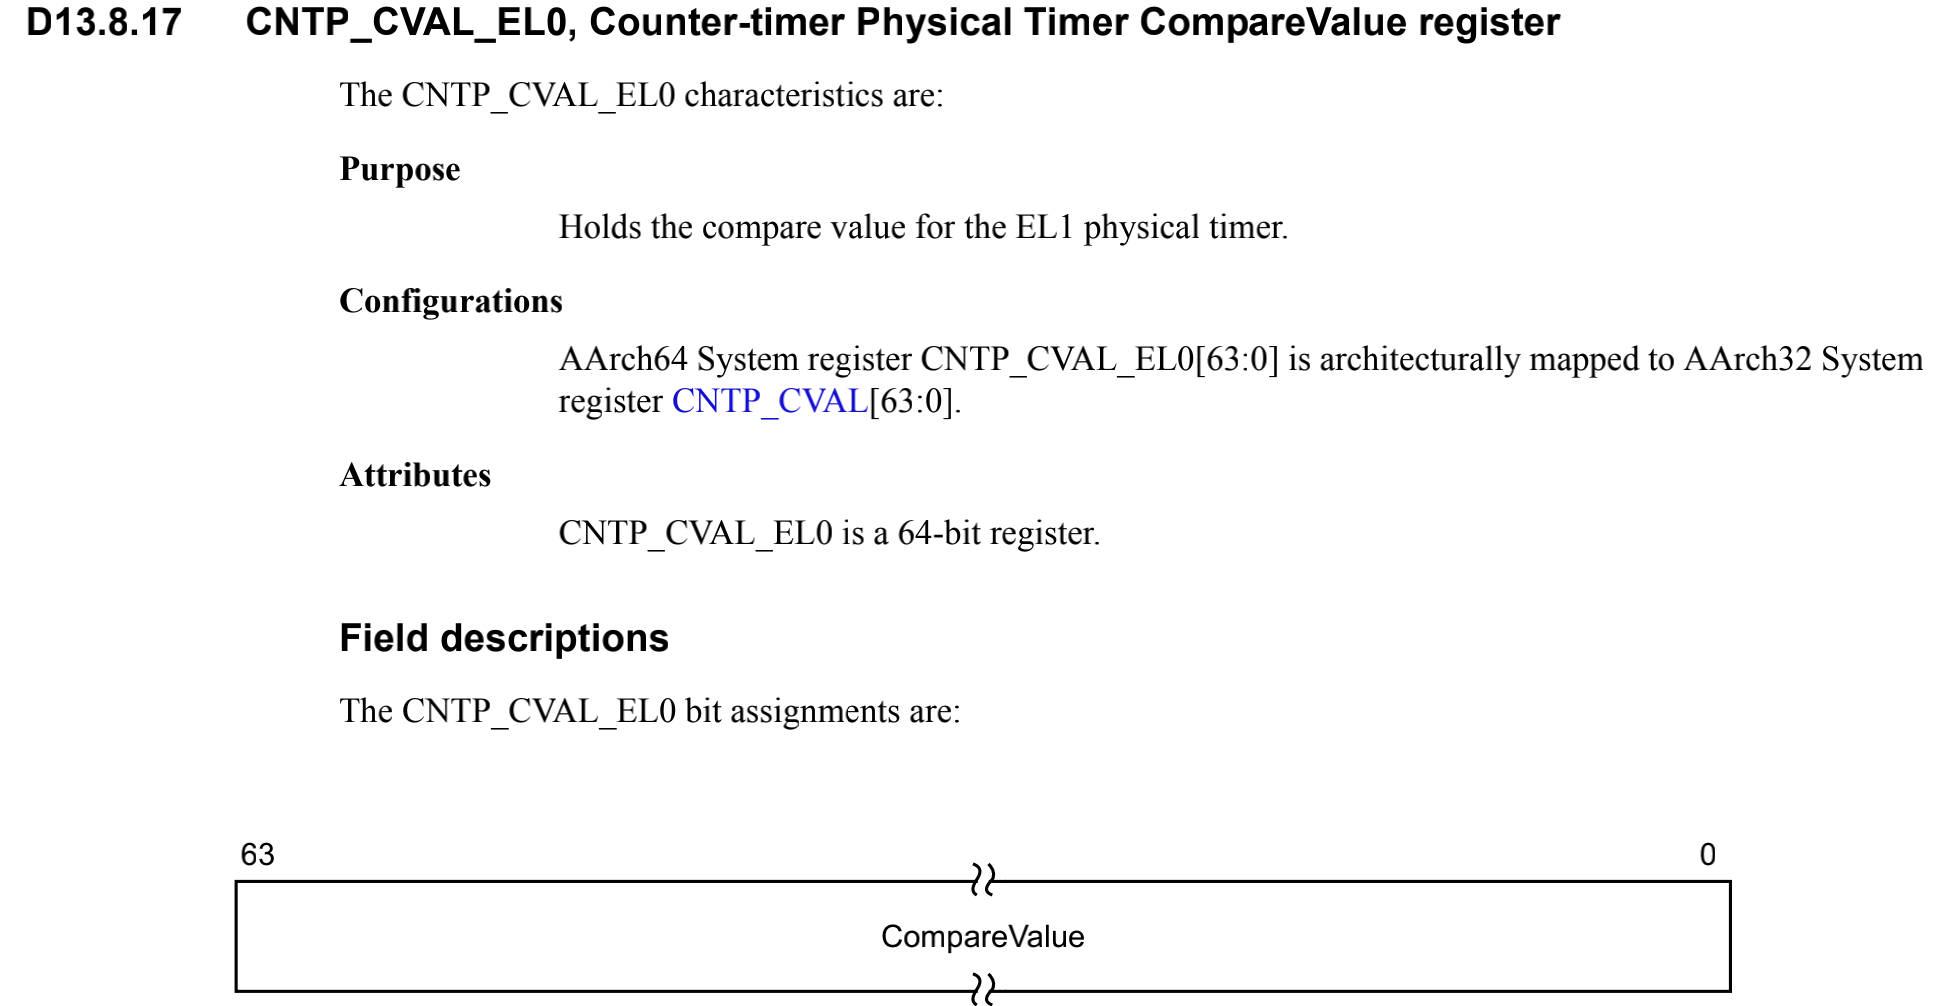 D13.8.17 CNTP_CVAL_EL0, Counter-timer Physical Timer CompareValue register
The CNTP_CVAL_EL0 characteristics are:
Purpose
Holds the compare value for the EL1 physical timer.
Configurations
AArch64 System register CNTP_CVAL_EL0[63:0] is architecturally mapped to AArch32 System
register CNTP_CVAL[63:0].
Attributes
CNTP_CVAL_EL0 is a 64-bit register.
Field descriptions
The CNTP_CVAL_EL0 bit assignments are:
63 0
CompareValue